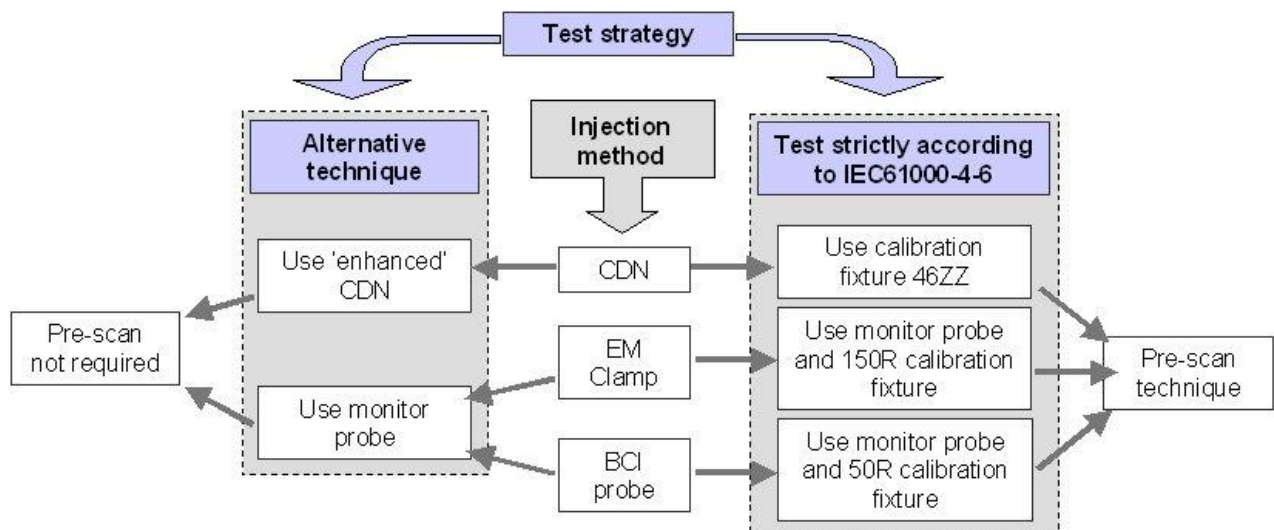 Test strategy
Alternative
technique
Injection
method
Test strictly according
to IEC61000-4-6
Use 'enhanced'
CDN
CDN
Use calibration
fixture 46ZZ
Pre-scan
not required
EM
Clamp
Use monitor probe
and 150R calibration
fixture
Pre-scan
technique
Use monitor
probe
BCI
probe
Use monitor probe
and 50R calibration
fixture